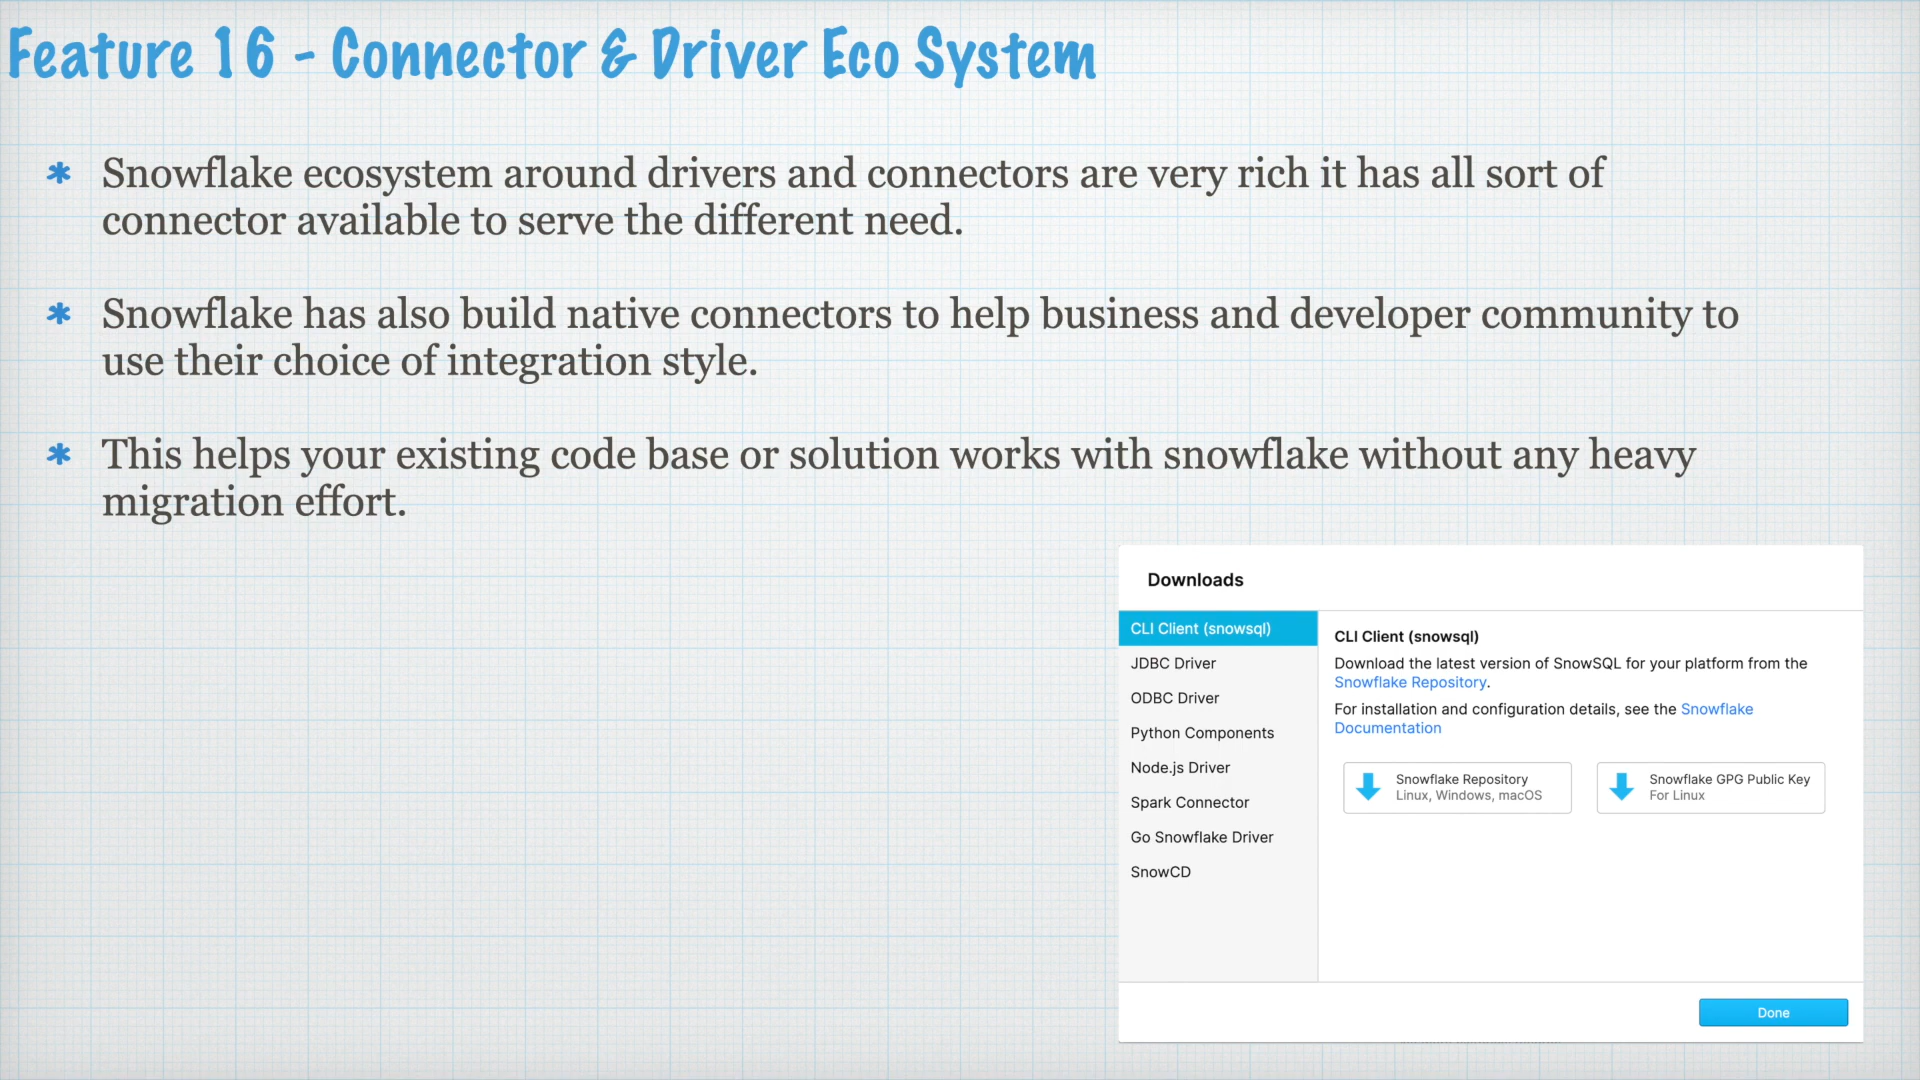 Feature 16 - Connector & Driver Eco System
* Snowflake ecosystem around drivers and connectors are very rich it has all sort of
connector available to serve the different need.
* Snowflake has also build native connectors to help business and developer community to
use their choice of integration style.
* This helps your existing code base or solution works with snowflake without any heavy
migration effort.
Downloads
CLI Client (snowsql)
JDBC Driver
ODBC Driver
Python Components
Node.js Driver
Spark Connector
Go Snowflake Driver
SnowCD
CLI Client (snowsql)
Download the latest version of SnowSQL for your platform from the
Snowflake Repository.
For installation and configuration details, see the Snowflake
Documentation
Snowflake Repository
Linux, Windows, macOS
Snowflake GPG Public Key
For Linux
Done